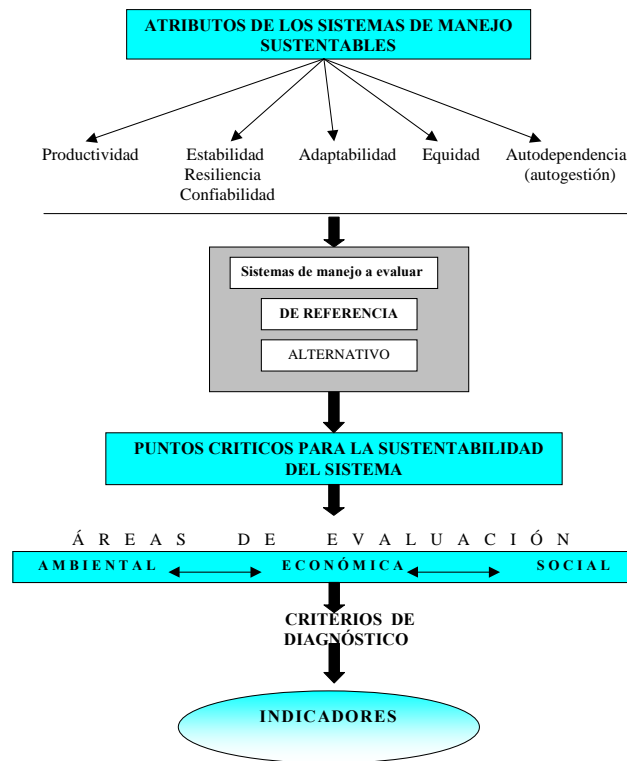 ATRIBUTOS DE LOS SISTEMAS DE MANEJO
SUSTENTABLES
Productividad
Estabilidad
Resiliencia
Confiabilidad
Adaptabilidad
Equidad
Autodependencia
(autogestión)
Sistemas de manejo a evaluar
DE REFERENCIA
ALTERNATIVO
PUNTOS CRITICOS PARA LA SUSTENTABILIDAD
DEL SISTEMA
ÁREAS DE EVALUACIÓN
AMBIENTAL ECONÓMICA SOCIAL
CRITERIOS DE
DIAGNÓSTICO
INDICADORES